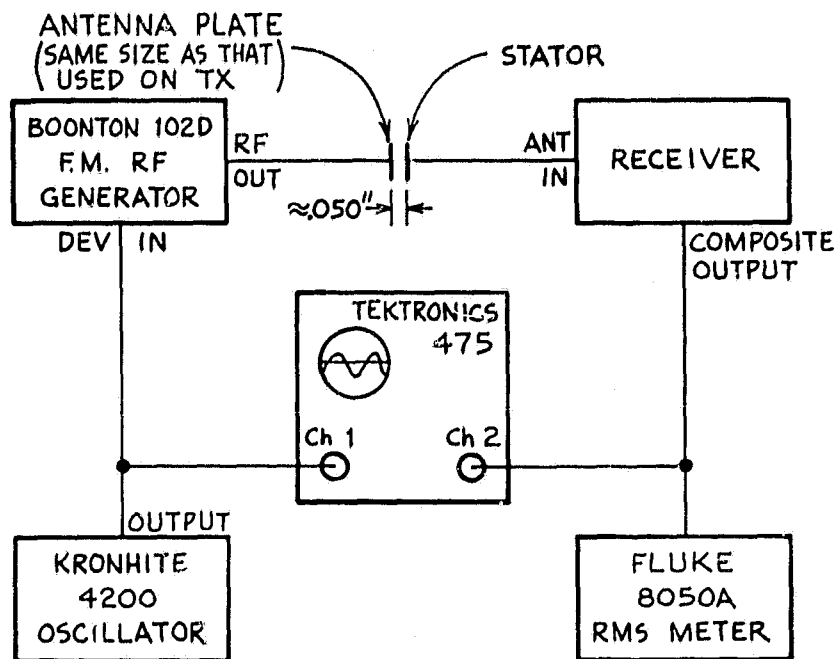 ANTENNA PLATE
(SAME SIZE AS THAT
USED ON TX)
STATOR
BOONTON 102D
F.M. RF
GENERATOR
RF
OUT
ANT
IN
RECEIVER
≈.050"
DEV IN
COMPOSITE
OUTPUT
TEKTRONICS
475
Ch 1
Ch 2
OUTPUT
KRONHITE
4200
OSCILLATOR
FLUKE
8050A
RMS METER